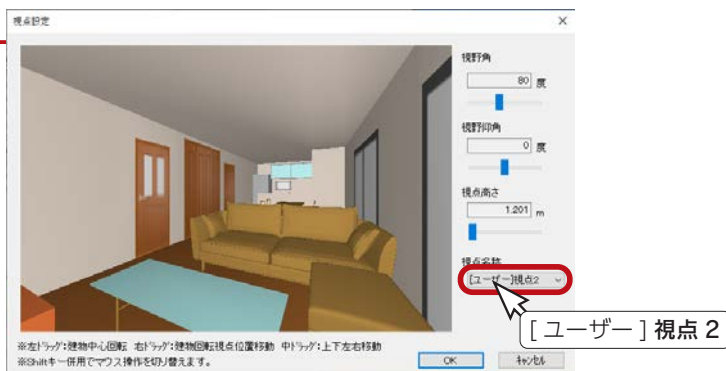 視点設定
視野角
80 度
視野仰角
0 度
視点高さ
1.201 m
視点名称
[ユーザー]視点2
[ ユーザー ] 視点 2
※左ﾄﾞﾗｯｸﾞ:建物中心回転 右ﾄﾞﾗｯｸﾞ:建物回転視点位置移動 中ﾄﾞﾗｯｸﾞ:上下左右移動
※Shiftキー併用でマウス操作を切り替えます。
OK キャンセル